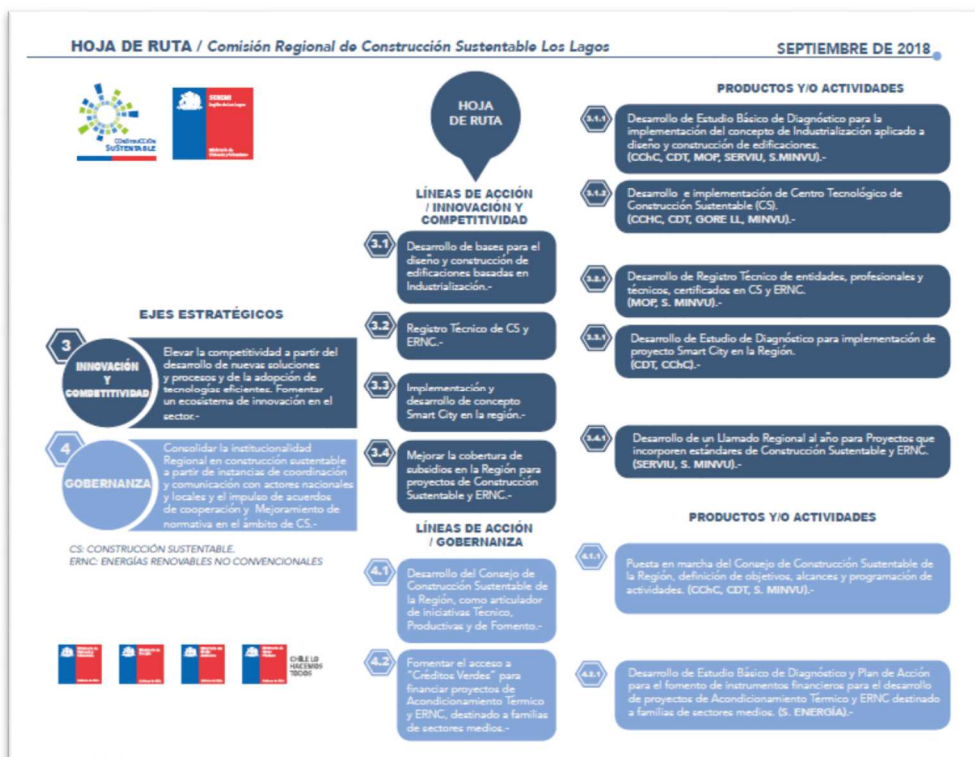 HOJA DE RUTA / Comisión Regional de Construcción Sustentable Los Lagos
SEPTIEMBRE DE 2018
CONSTRUCCIÓN
SUSTENTABLE
SEREMI
Región de Los Lagos
Ministerio de
Vivienda y Urbanismo
EJES ESTRATÉGICOS
3
INNOVACIÓN
Y
COMPETITIVIDAD
Elevar la competitividad a partir del
desarrollo de nuevas soluciones
y procesos y de la adopción de
tecnologías eficientes. Fomentar
un ecosistema de innovación en el
sector.-
4
GOBERNANZA
Consolidar la institucionalidad
Regional en construcción sustentable
a partir de instancias de coordinación
y comunicación con actores nacionales
y locales y el impulso de acuerdos
de cooperación y Mejoramiento de
normativa en el ámbito de CS.-
CS: CONSTRUCCIÓN SUSTENTABLE.
ERNC: ENERGÍAS RENOVABLES NO CONVENCIONALES
CHILE LO
HACEMOS
TODOS
HOJA
DE RUTA
LÍNEAS DE ACCIÓN
/ INNOVACIÓN Y
COMPETITIVIDAD
3.1
Desarrollo de bases para el
diseño y construcción de
edificaciones basadas en
Industrialización.-
3.2
Registro Técnico de CS y
ERNC.-
3.3
Implementación y
desarrollo de concepto
Smart City en la región.-
3.4
Mejorar la cobertura de
subsidios en la Región para
proyectos de Construcción
Sustentable y ERNC.-
LÍNEAS DE ACCIÓN
/ GOBERNANZA
4.1
Desarrollo del Consejo de
Construcción Sustentable de
la Región, como articulador
de iniciativas Técnico,
Productivas y de Fomento.-
4.2
Fomentar el acceso a
"Créditos Verdes" para
financiar proyectos de
Acondicionamiento Térmico
y ERNC, destinado a familias
de sectores medios.-
PRODUCTOS Y/O ACTIVIDADES
3.1.1
Desarrollo de Estudio Básico de Diagnóstico para la
implementación del concepto de Industrialización aplicado a
diseño y construcción de edificaciones.
(CChC, CDT, MOP, SERVIU, S.MINVU).-
3.1.2
Desarrollo e implementación de Centro Tecnológico de
Construcción Sustentable (CS).
(CCHC, CDT, GORE LL, MINVU).-
3.2.1
Desarrollo de Registro Técnico de entidades, profesionales y
técnicos, certificados en CS y ERNC.
(MOP, S. MINVU).-
3.3.1
Desarrollo de Estudio de Diagnóstico para implementación de
proyecto Smart City en la Región.
(CDT, CChC).-
3.4.1
Desarrollo de un Llamado Regional al año para Proyectos que
incorporen estándares de Construcción Sustentable y ERNC.
(SERVIU, S. MINVU).-
PRODUCTOS Y/O ACTIVIDADES
4.1.1
Puesta en marcha del Consejo de Construcción Sustentable de
la Región, definición de objetivos, alcances y programación de
actividades. (CChC, CDT, S. MINVU).-
4.2.1
Desarrollo de Estudio Básico de Diagnóstico y Plan de Acción
para el fomento de instrumentos financieros para el desarrollo
de proyectos de Acondicionamiento Térmico y ERNC destinado
a familias de sectores medios. (S. ENERGÍA).-